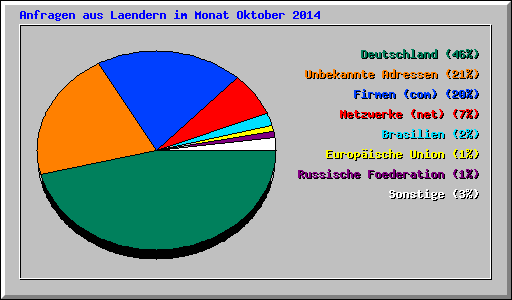 Anfragen aus Laendern im Monat Oktober 2014
Deutschland (46%)
Unbekannte Adressen (21%)
Firmen (com) (20%)
Netzwerke (net) (7%)
Brasilien (2%)
Europäische Union (1%)
Russische Foederation (1%)
Sonstige (3%)